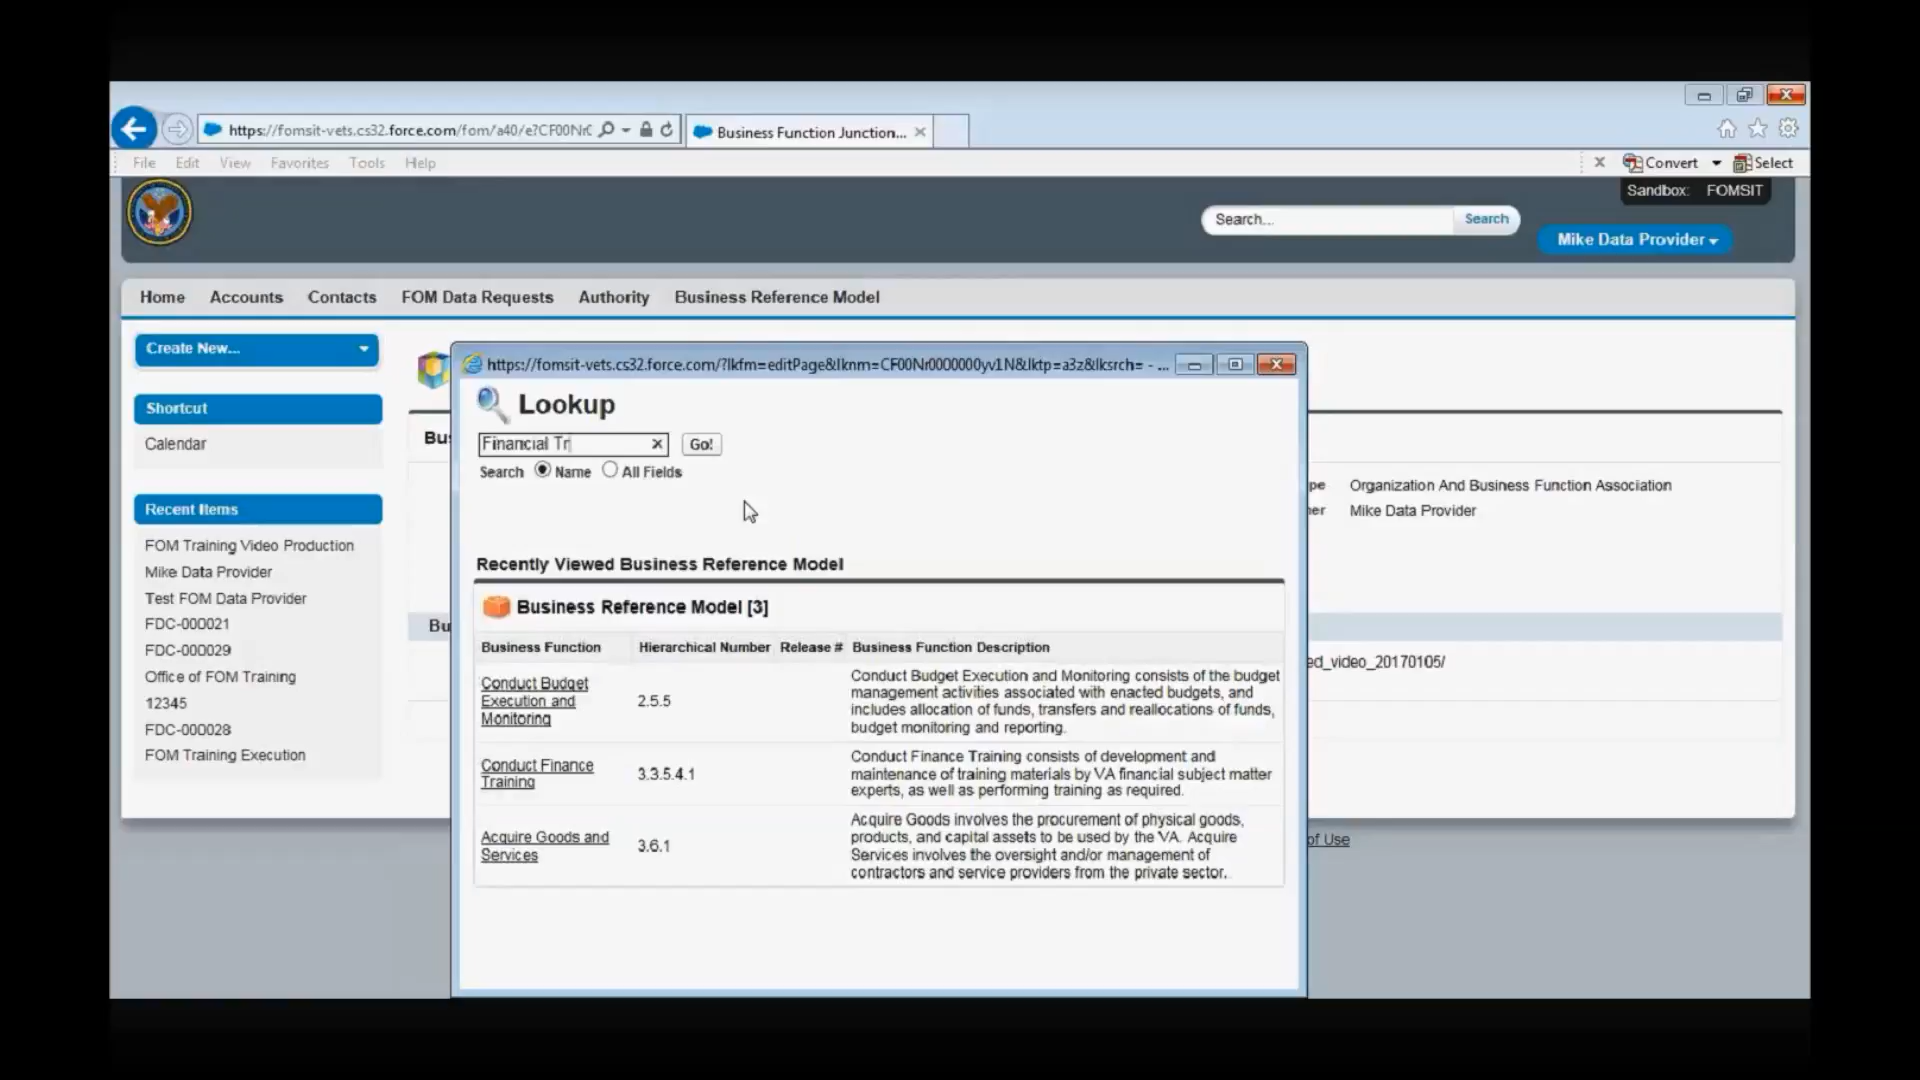 https://fomsit-vets.cs32.force.com/fom/a40/e?CF00Nr0
Business Function Junction...
File Edit View Favorites Tools Help
Convert Select
Sandbox: FOMSIT
Search... Search
Mike Data Provider
Home Accounts Contacts FOM Data Requests Authority Business Reference Model
Create New...
Shortcut
Calendar
Recent Items
FOM Training Video Production
Mike Data Provider
Test FOM Data Provider
FDC-000021
FDC-000029
Office of FOM Training
12345
FDC-000028
FOM Training Execution
Bu
Bu
https://fomsit-vets.cs32.force.com/?lkfm=editPage&lknm=CF00Nr0000000yv1N&lktp=a3z&lksrch= - ...
Lookup
Financial Tr Go!
Search Name All Fields
Recently Viewed Business Reference Model
Business Reference Model [3]
Business Function Hierarchical Number Release # Business Function Description
Conduct Budget
Execution and
Monitoring
2.5.5
Conduct Budget Execution and Monitoring consists of the budget
management activities associated with enacted budgets, and
includes allocation of funds, transfers and reallocations of funds,
budget monitoring and reporting.
Conduct Finance
Training
3.3.5.4.1
Conduct Finance Training consists of development and
maintenance of training materials by VA financial subject matter
experts, as well as performing training as required.
Acquire Goods and
Services
3.6.1
Acquire Goods involves the procurement of physical goods,
products, and capital assets to be used by the VA. Acquire
Services involves the oversight and/or management of
contractors and service providers from the private sector.
pe Organization And Business Function Association
er Mike Data Provider
ed_video_20170105/
of Use